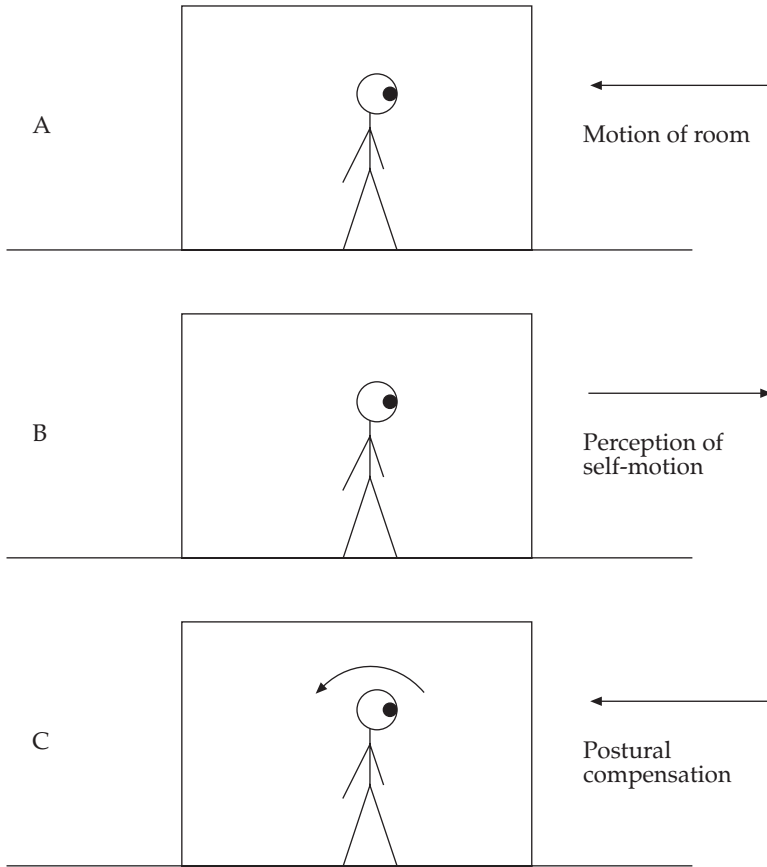 A
Motion of room
B
Perception of
self-motion
C
Postural
compensation